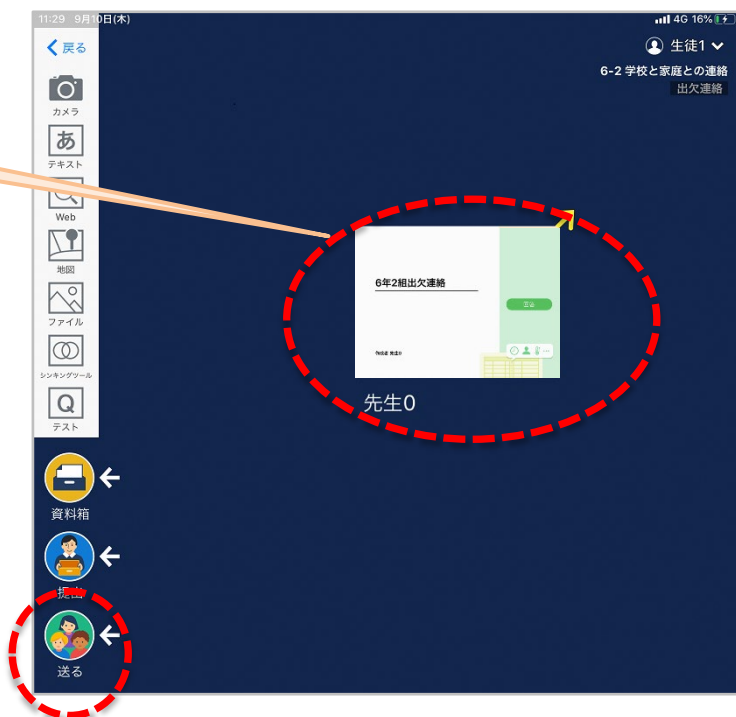 11:29 9月10日(木)
4G 16%
戻る
生徒1
6-2 学校と家庭との連絡
出欠連絡
カメラ
あ
テキスト
Web
地図
ファイル
シンキングツール
Q
テスト
6年2組出欠連絡
先生0
資料箱
提出
送る